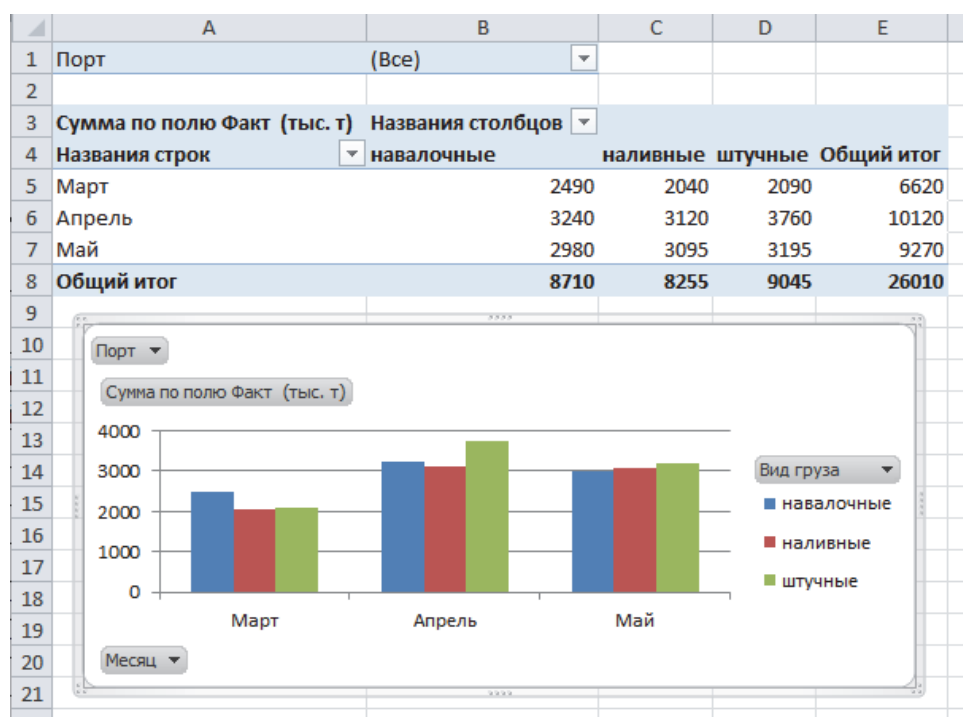 A B C D E
1 Порт (Все)
2
3 Сумма по полю Факт (тыс. т) Названия столбцов
4 Названия строк навалочные наливные штучные Общий итог
5 Март 2490 2040 2090 6620
6 Апрель 3240 3120 3760 10120
7 Май 2980 3095 3195 9270
8 Общий итог 8710 8255 9045 26010
9
10 Порт
11
12 Сумма по полю Факт (тыс. т)
13 4000
14 3000 Вид груза
15 2000 навалочные
16 1000 наливные
17 0 штучные
18
19 Март Апрель Май
20 Месяц
21